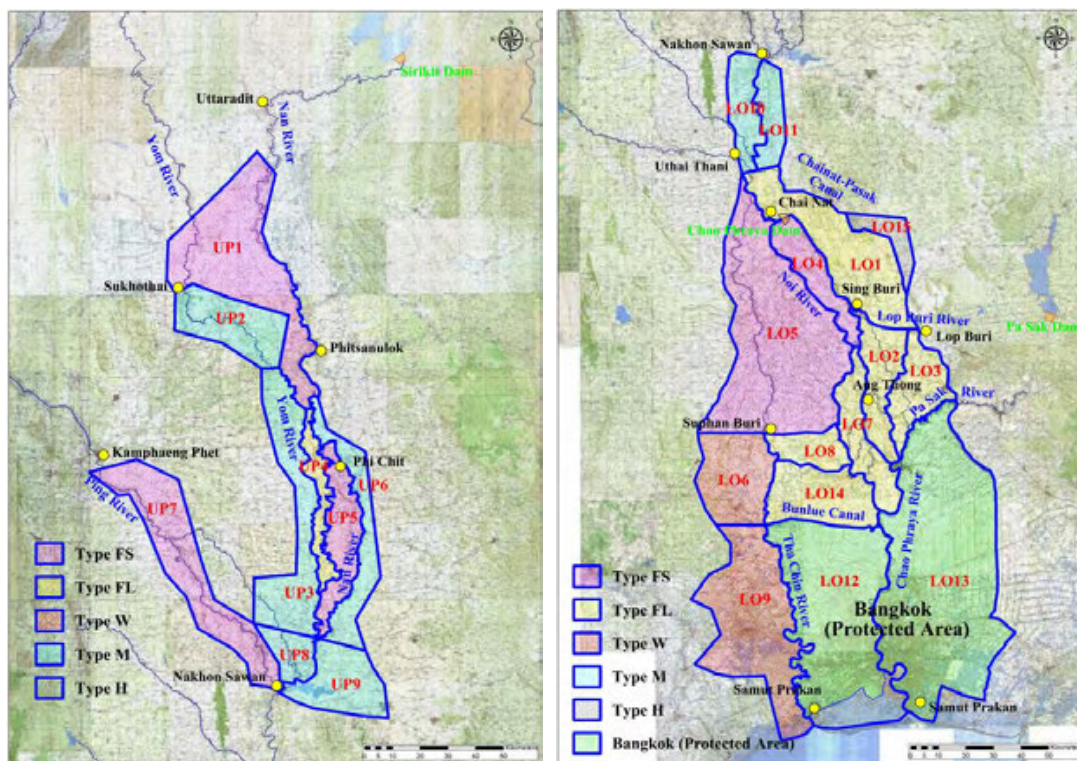 Sirikit Dam
Uttaradit
Nan River
Yom River
UP1
Sukhothai
UP2
Phitsanulok
Yom River
Kamphaeng Phet
UP4
Phi Chit
UP6
Ping River
UP7
UP5
Nan River
Type FS
Type FL
Type W
Type M
Type H
UP3
UP8
Nakhon Sawan
UP9
Nakhon Sawan
LO10
LO11
Uthai Thani
Chainat-Pasak
Canal
Chai Nat
Chao Phraya Dam
LO15
LO4
LO1
Noi River
Sing Buri
Lop Buri River
Lop Buri
Pa Sak Dam
LO5
LO2
LO3
Ang Thong
Pa Sak River
LO7
Suphan Buri
LO8
LO6
LO14
Bunlue Canal
Chao Phraya River
Tha Chin River
LO12
LO13
LO9
Bangkok
(Protected Area)
Type FS
Type FL
Type W
Type M
Type H
Bangkok (Protected Area)
Samut Prakan
Samut Prakan